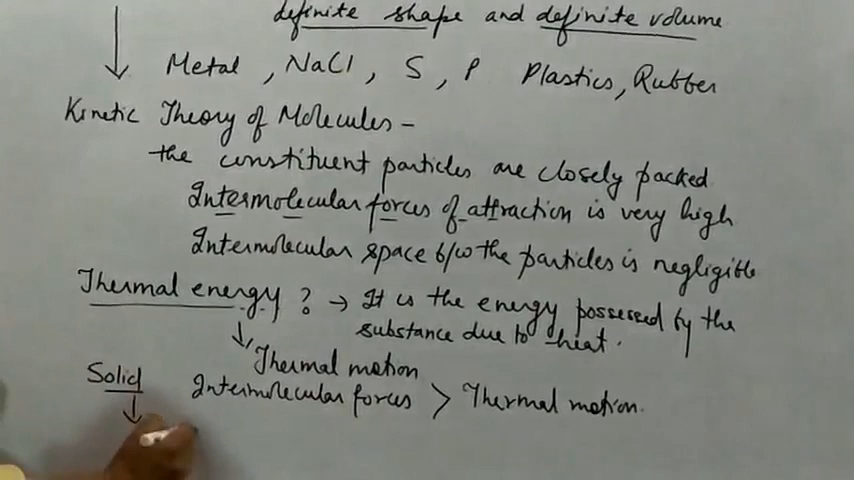 definite shape and definite volume
Metal, NaCl, S, P Plastics, Rubber
Kinetic Theory of Molecules -
the constituent particles are closely packed
Intermolecular forces of attraction is very high
Intermolecular space b/w the particles is negligible
Thermal energy ? → It is the energy possessed by the
substance due to heat.
Thermal motion
Solid Intermolecular forces > Thermal motion.